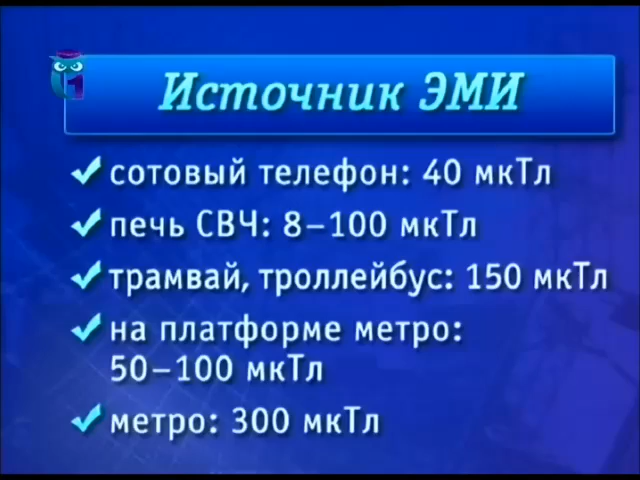 1
Источник ЭМИ
сотовый телефон: 40 мкТл
печь СВЧ: 8–100 мкТл
трамвай, троллейбус: 150 мкТл
на платформе метро:
50–100 мкТл
метро: 300 мкТл